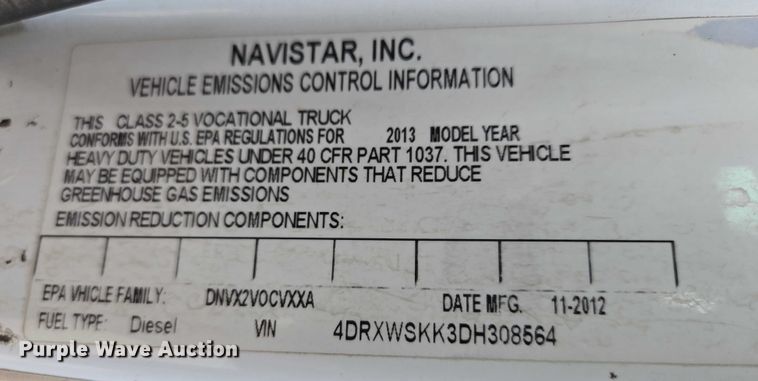 NAVISTAR, INC.
VEHICLE EMISSIONS CONTROL INFORMATION
THIS CLASS 2-5 VOCATIONAL TRUCK
CONFORMS WITH U.S. EPA REGULATIONS FOR 2013 MODEL YEAR
HEAVY DUTY VEHICLES UNDER 40 CFR PART 1037. THIS VEHICLE
MAY BE EQUIPPED WITH COMPONENTS THAT REDUCE
GREENHOUSE GAS EMISSIONS
EMISSION REDUCTION COMPONENTS:
EPA VHICLE FAMILY: DNVX2VOCVXXA DATE MFG. 11-2012
FUEL TYPE: Diesel VIN 4DRXWSKK3DH308564
Purple Wave Auction